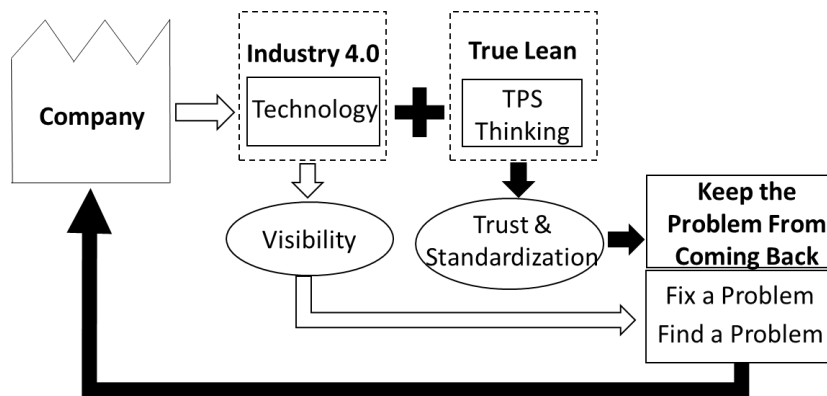 Company
Industry 4.0
Technology
True Lean
TPS
Thinking
Visibility
Trust &
Standardization
Keep the
Problem From
Coming Back
Fix a Problem
Find a Problem